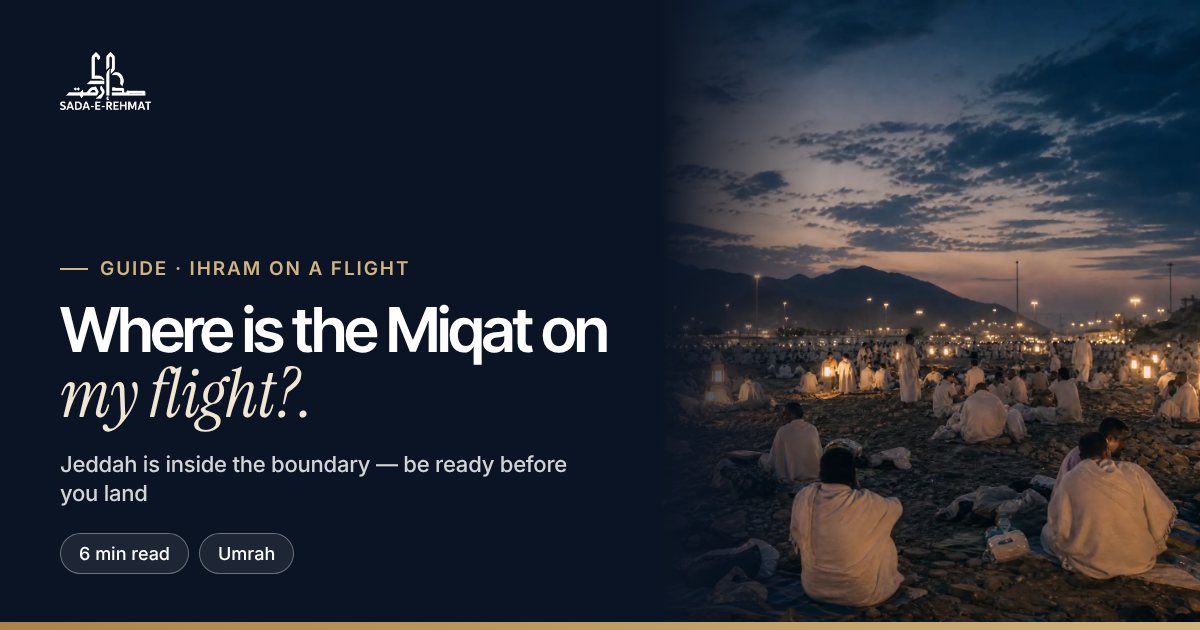 صدارحمت
SADA-E-REHMAT
— GUIDE · IHRAM ON A FLIGHT
Where is the Miqat on
my flight?.
Jeddah is inside the boundary — be ready before
you land
6 min read
Umrah